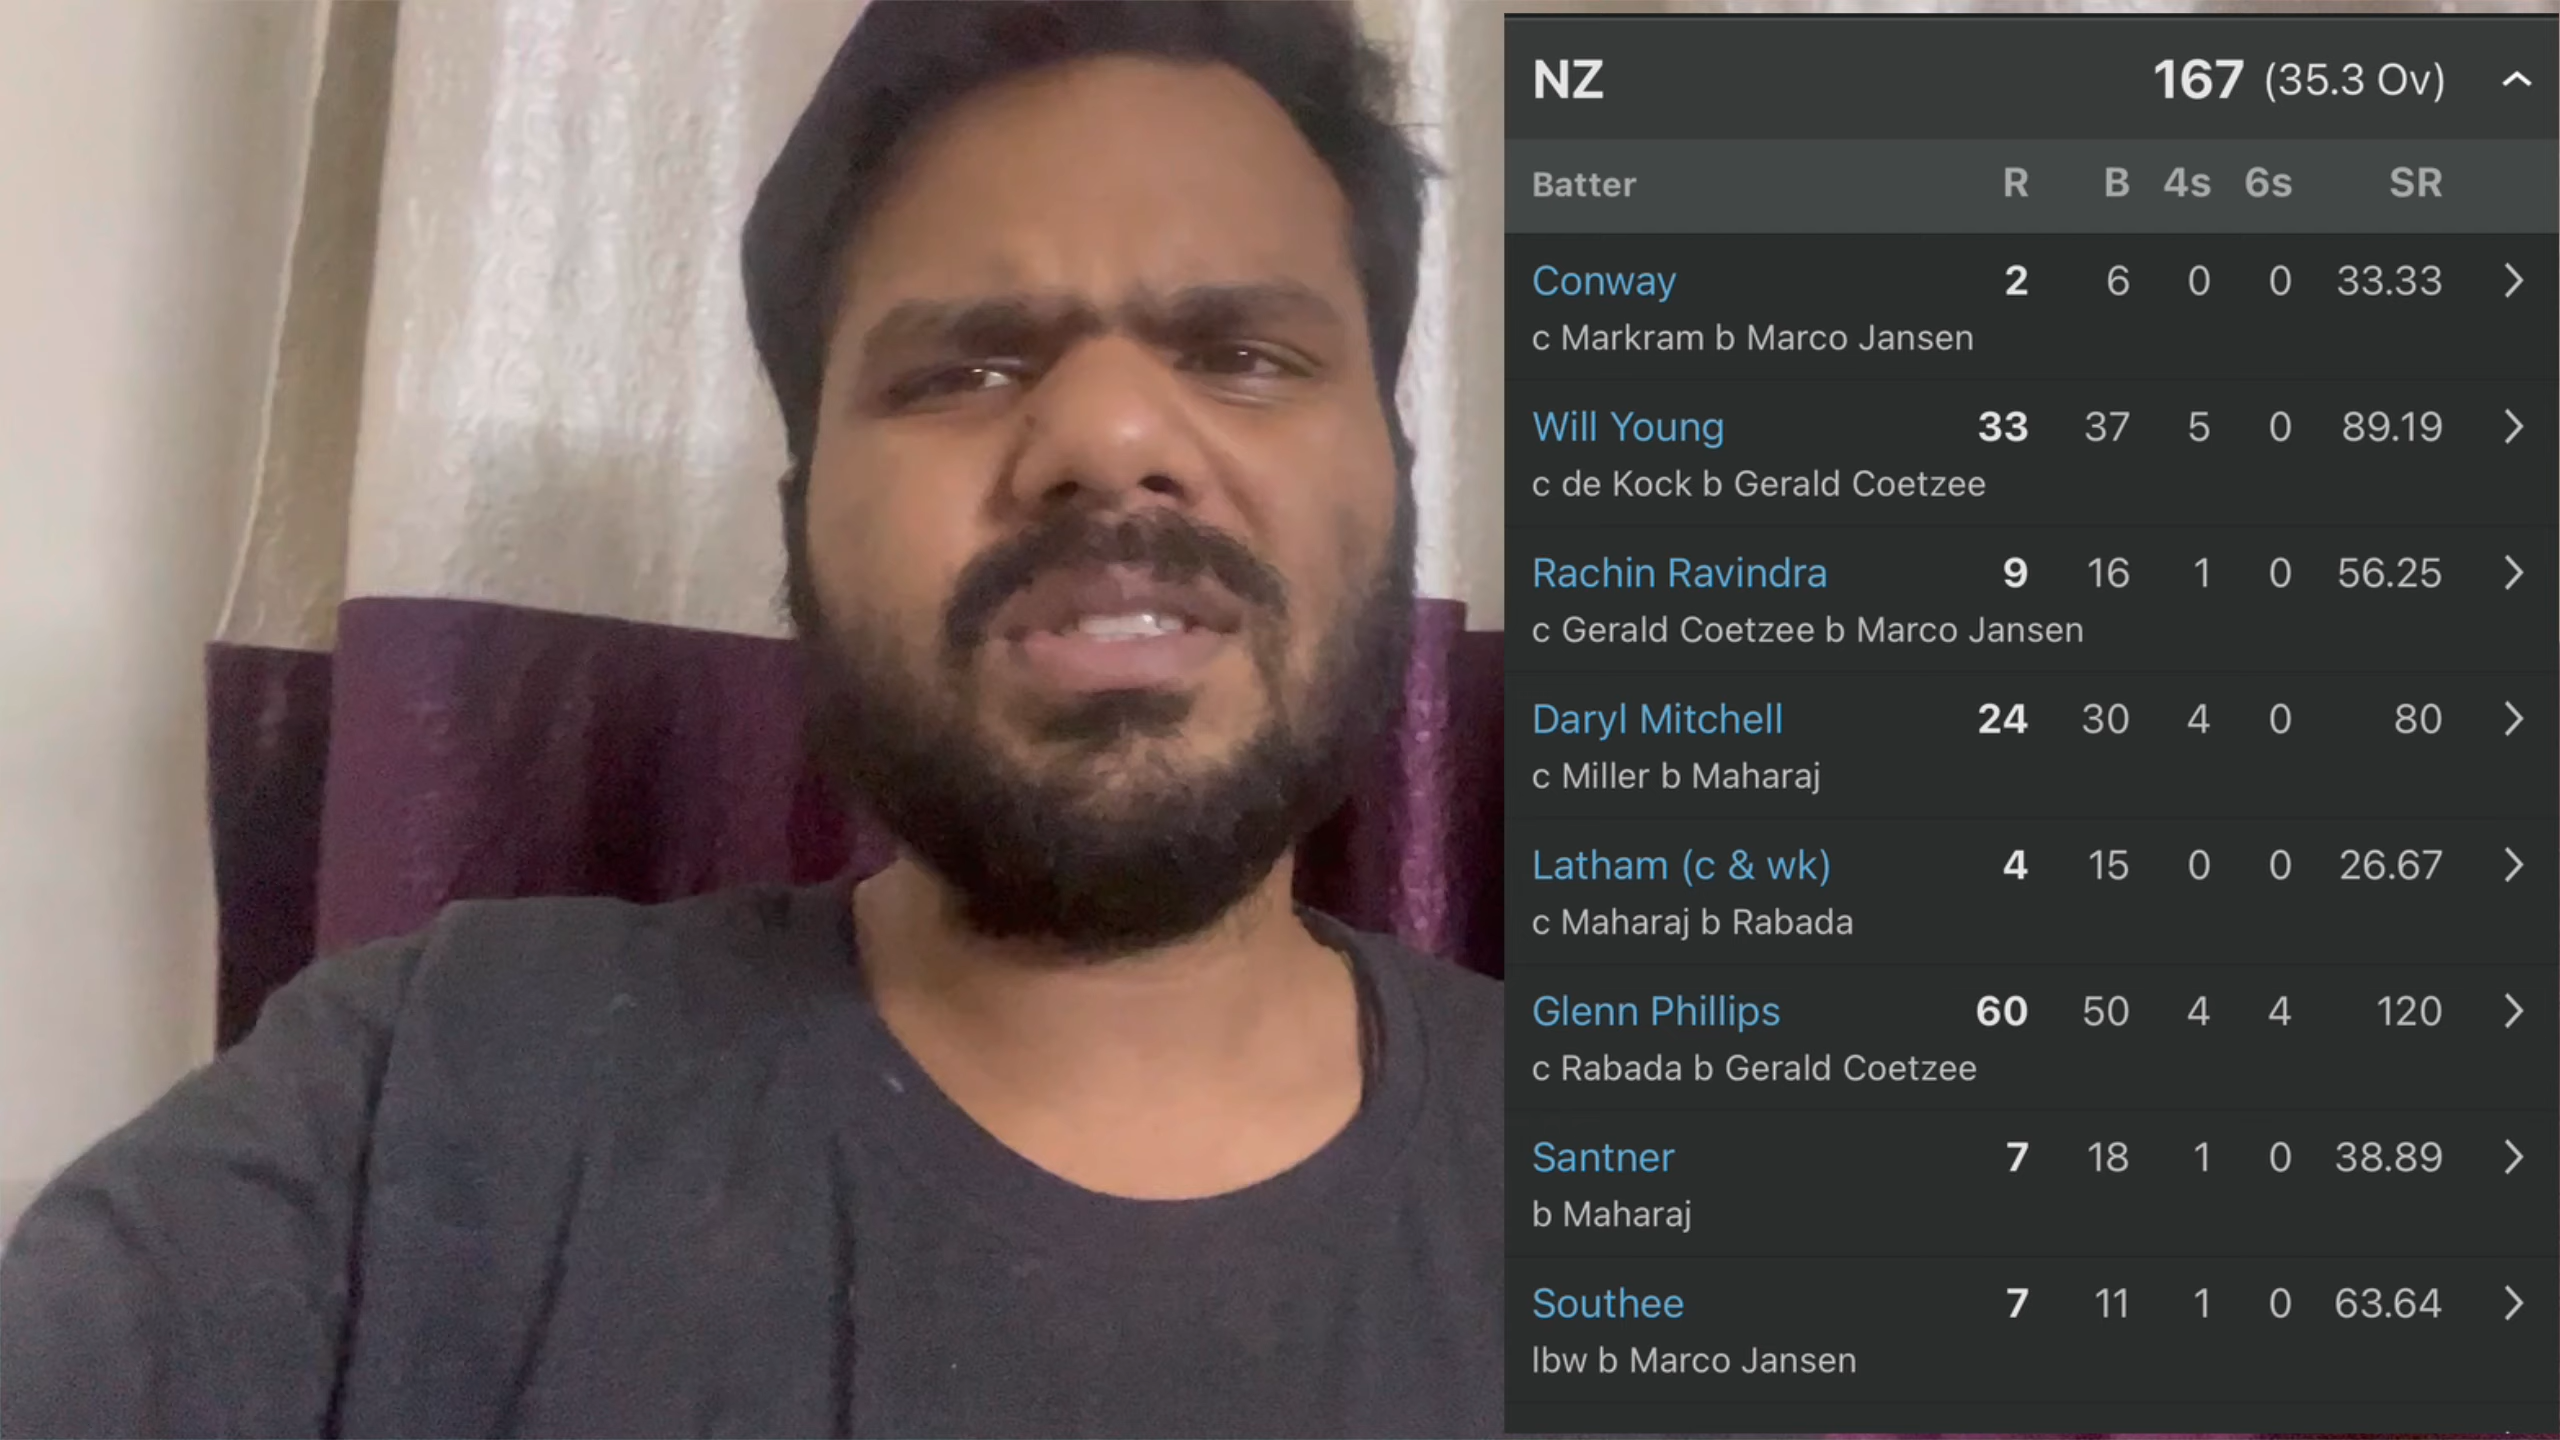 NZ 167 (35.3 Ov)
Batter R B 4s 6s SR
Conway 2 6 0 0 33.33
c Markram b Marco Jansen
Will Young 33 37 5 0 89.19
c de Kock b Gerald Coetzee
Rachin Ravindra 9 16 1 0 56.25
c Gerald Coetzee b Marco Jansen
Daryl Mitchell 24 30 4 0 80
c Miller b Maharaj
Latham (c & wk) 4 15 0 0 26.67
c Maharaj b Rabada
Glenn Phillips 60 50 4 4 120
c Rabada b Gerald Coetzee
Santner 7 18 1 0 38.89
b Maharaj
Southee 7 11 1 0 63.64
lbw b Marco Jansen